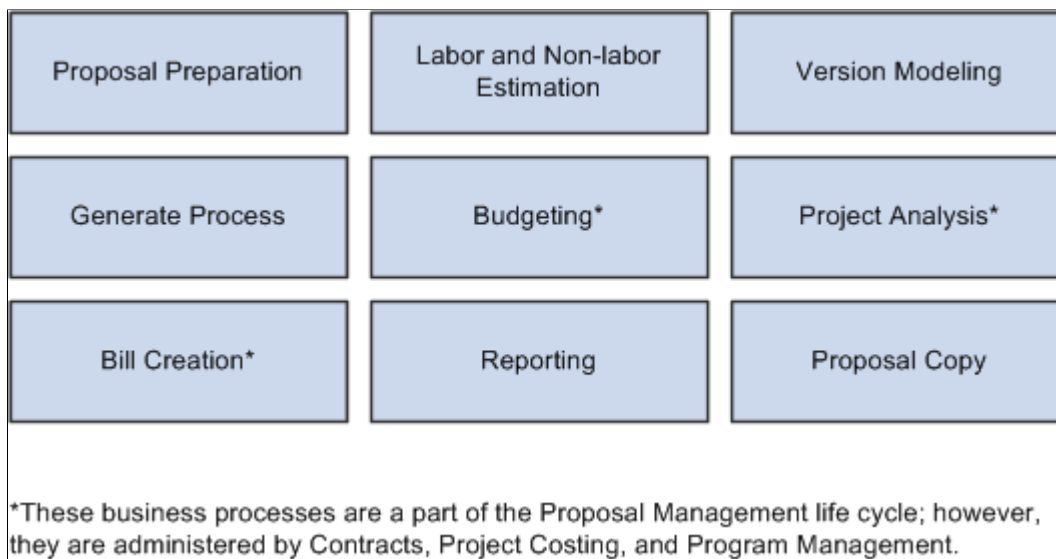 Proposal Preparation
Labor and Non-labor
Estimation
Version Modeling
Generate Process
Budgeting*
Project Analysis*
Bill Creation*
Reporting
Proposal Copy
*These business processes are a part of the Proposal Management life cycle; however,
they are administered by Contracts, Project Costing, and Program Management.